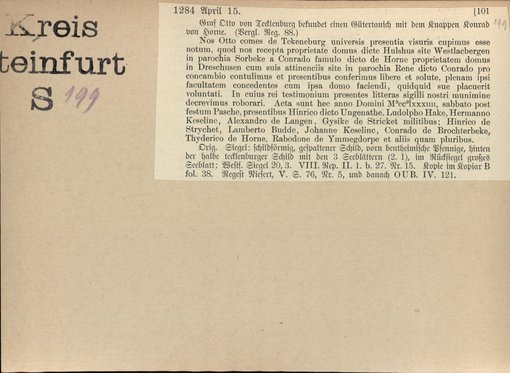 Kreis
Steinfurt
S 199
1284 April 15. [101
149
Graf Otto von Tecklenburg bekundet einen Gütertausch mit dem Knappen Konrad
von Horne. (Vergl. Reg. 88.)
Nos Otto comes de Tekeneburg universis presentia visuris cupimus esse
notum, quod nos recepta proprietate domus dicte Hulshus site Westlacbergen
in parochia Sorbeke a Conrado famulo dicto de Horne proprietatem domus
in Dreschusen cum suis attinenciis site in parochia Rene dicto Conrado pro
concambio contulimus et presentibus conferimus libere et solute, plenam ipsi
facultatem concedentes cum ipsa domo faciendi, quidquid sue placuerit
voluntati. In cuius rei testimonium presentes litteras sigilli nostri munimine
decrevimus roborari. Acta sunt hec anno Domini MᵒccᵒLxxxIIII, sabbato post
festum Pasche, presentibus Hinrico dicto Ungenathe, Ludolpho Hake, Hermanno
Keselinc, Alexandro de Langen, Gysike de Stricket militibus; Hinrico de
Strychet, Lamberto Budde, Johanne Keselinc, Conrado de Brochterbeke,
Thyderico de Horne, Rabodone de Ymmegdorpe et aliis quam pluribus.
Orig. Siegel: schildförmig, gespaltener Schild, vorn bentheimische Pfennige, hinten
der halbe tecklenburger Schild mit den 3 Seeblättern (2. 1), im Rücksiegel großes
Seeblatt; Westf. Siegel 20, 3. VIII. Rep. II. 1. b. 27. Nr. 15. Kopie im Kopiar B
fol. 38. Regest Niesert, V. S. 76, Nr. 5, und danach OUB. IV. 121.